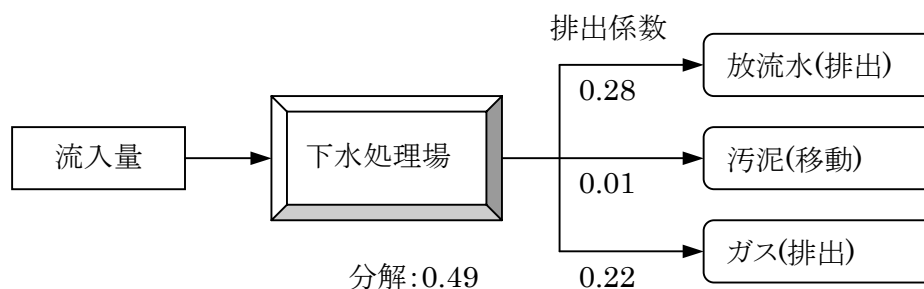 排出係数
放流水(排出)
0.28
流入量
下水処理場
汚泥(移動)
0.01
ガス(排出)
分解:0.49
0.22